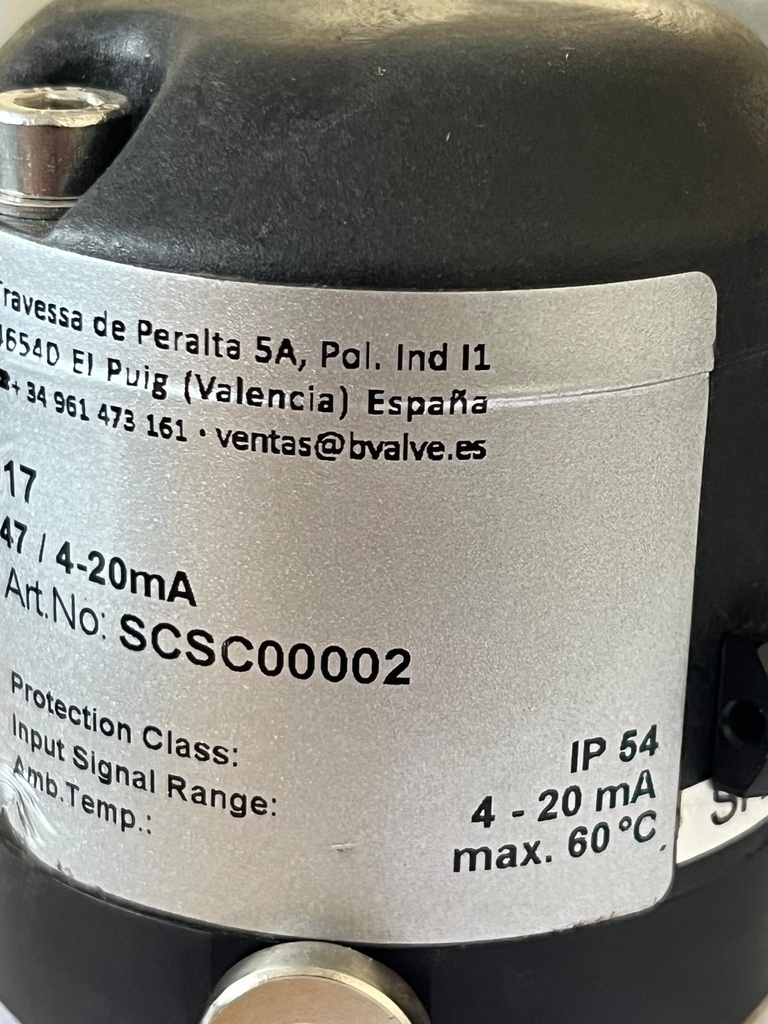 Travessa de Peralta 5A, Pol. Ind I1
46540 El Puig (Valencia) España
+ 34 961 473 161 · ventas@bvalve.es
17
47 / 4-20mA
Art.No: SCSC00002
Protection Class: IP 54
Input Signal Range: 4 - 20 mA
Amb.Temp.: max. 60 °C